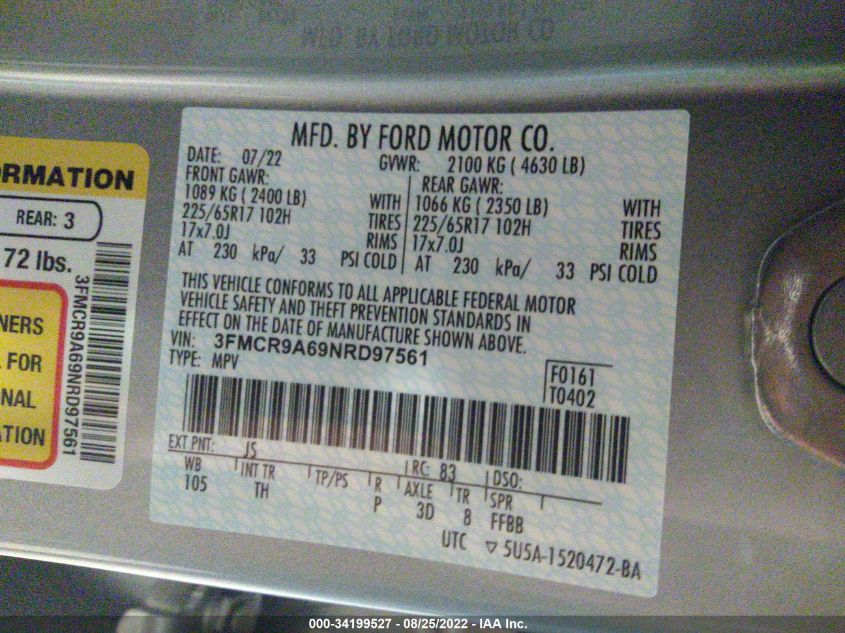 MFD. BY FORD MOTOR CO.
DATE: 07/22 GVWR: 2100 KG ( 4630 LB)
FRONT GAWR: REAR GAWR:
1089 KG ( 2400 LB) WITH 1066 KG ( 2350 LB) WITH
225/65R17 102H TIRES 225/65R17 102H TIRES
17x7.0J RIMS 17x7.0J RIMS
AT 230 kPa/ 33 PSI COLD AT 230 kPa/ 33 PSI COLD
THIS VEHICLE CONFORMS TO ALL APPLICABLE FEDERAL MOTOR
VEHICLE SAFETY AND THEFT PREVENTION STANDARDS IN
EFFECT ON THE DATE OF MANUFACTURE SHOWN ABOVE.
VIN: 3FMCR9A69NRD97561
TYPE: MPV
F0161
T0402
EXT PNT: JS RC: 83 DSO:
WB INT TR TP/PS R AXLE TR SPR
105 TH P 3D 8 FFBB
UTC ▽ 5U5A-1520472-BA
ORMATION
REAR: 3
72 lbs.
3FMCR9A69NRD97561
NERS
L FOR
NAL
ATION
000-34199527 - 08/25/2022 - IAA Inc.